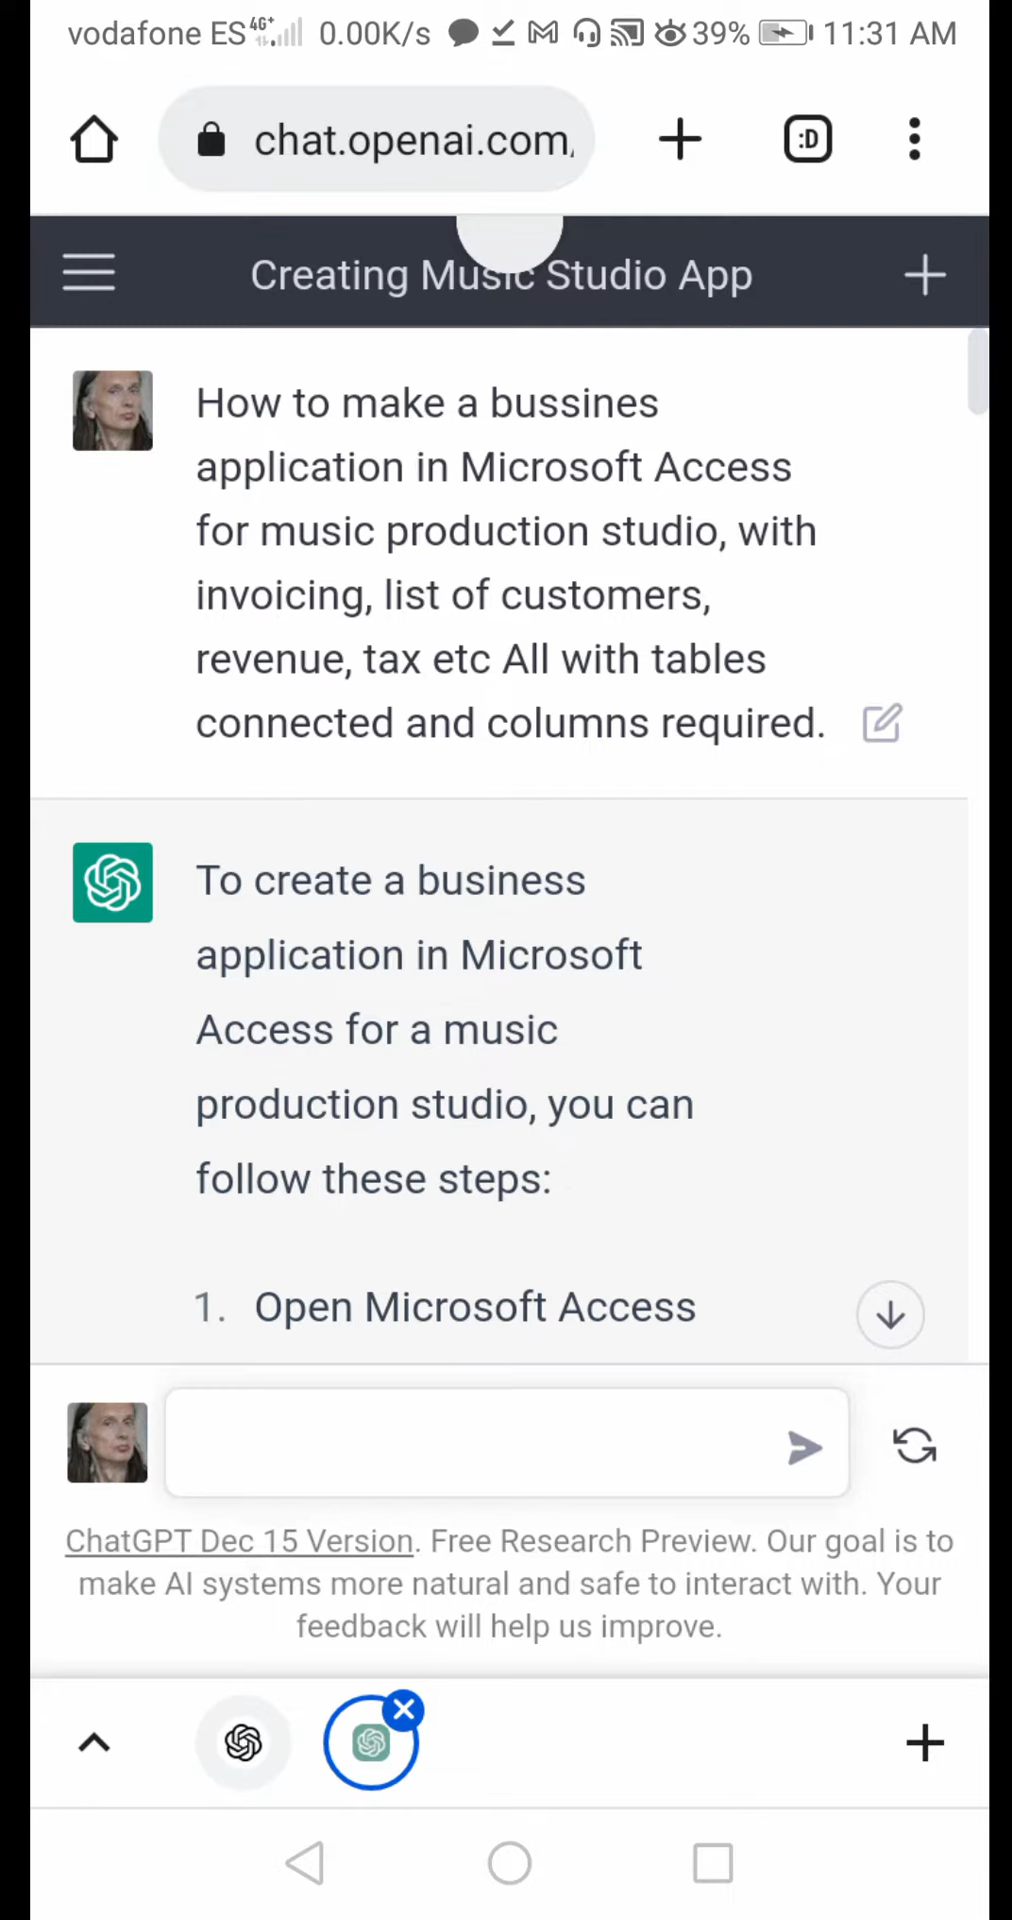 vodafone ES 4G+ 0.00K/s 39% 11:31 AM
chat.openai.com, :D
Creating Music Studio App
How to make a bussines
application in Microsoft Access
for music production studio, with
invoicing, list of customers,
revenue, tax etc All with tables
connected and columns required.
To create a business
application in Microsoft
Access for a music
production studio, you can
follow these steps:
1. Open Microsoft Access
ChatGPT Dec 15 Version. Free Research Preview. Our goal is to
make AI systems more natural and safe to interact with. Your
feedback will help us improve.